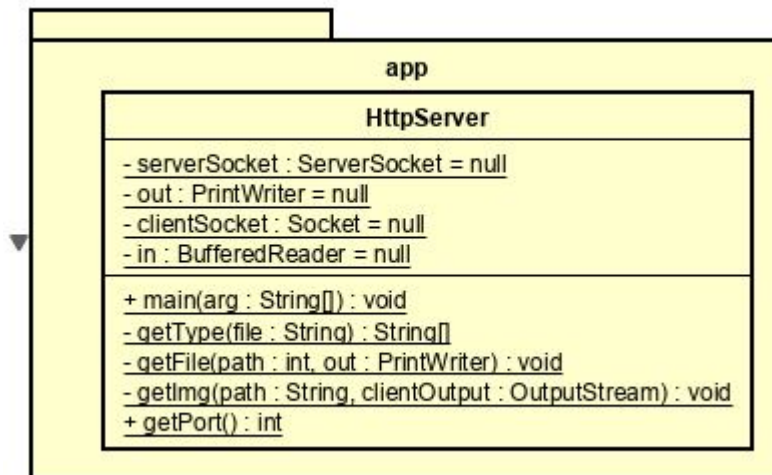 app
HttpServer
- serverSocket : ServerSocket = null
- out : PrintWriter = null
- clientSocket : Socket = null
- in : BufferedReader = null
+ main(arg : String[]) : void
- getType(file : String) : String[]
- getFile(path : int, out : PrintWriter) : void
- getImg(path : String, clientOutput : OutputStream) : void
+ getPort() : int